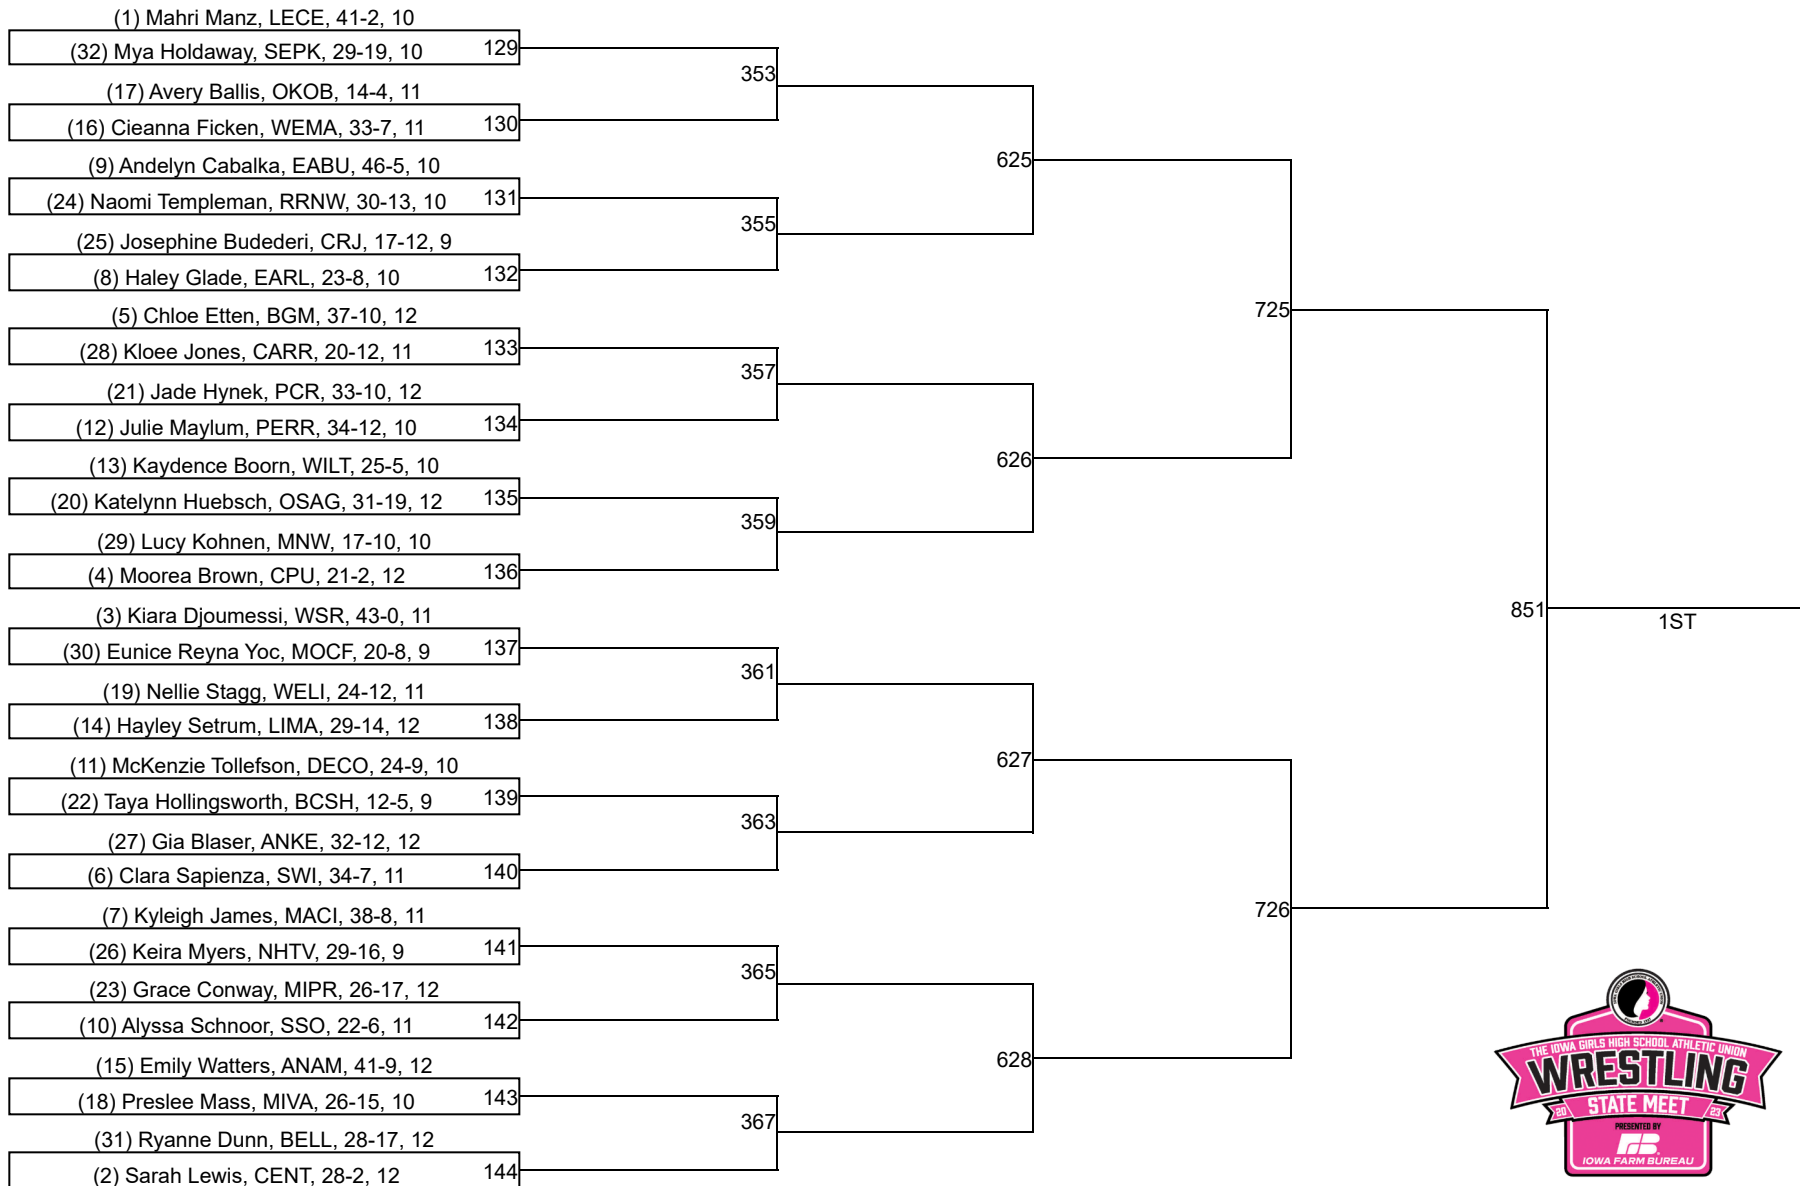 (1) Mahri Manz, LECE, 41-2, 10
(32) Mya Holdaway, SEPK, 29-19, 10 129
353
(17) Avery Ballis, OKOB, 14-4, 11
(16) Cieanna Ficken, WEMA, 33-7, 11 130
625
(9) Andelyn Cabalka, EABU, 46-5, 10
(24) Naomi Templeman, RRNW, 30-13, 10 131
355
(25) Josephine Budederi, CRJ, 17-12, 9
(8) Haley Glade, EARL, 23-8, 10 132
725
(5) Chloe Etten, BGM, 37-10, 12
(28) Kloee Jones, CARR, 20-12, 11 133
357
(21) Jade Hynek, PCR, 33-10, 12
(12) Julie Maylum, PERR, 34-12, 10 134
626
(13) Kaydence Boorn, WILT, 25-5, 10
(20) Katelynn Huebsch, OSAG, 31-19, 12 135
359
(29) Lucy Kohnen, MNW, 17-10, 10
(4) Moorea Brown, CPU, 21-2, 12 136
851
1ST
(3) Kiara Djoumessi, WSR, 43-0, 11
(30) Eunice Reyna Yoc, MOCF, 20-8, 9 137
361
(19) Nellie Stagg, WELI, 24-12, 11
(14) Hayley Setrum, LIMA, 29-14, 12 138
627
(11) McKenzie Tollefson, DECO, 24-9, 10
(22) Taya Hollingsworth, BCSH, 12-5, 9 139
363
(27) Gia Blaser, ANKE, 32-12, 12
(6) Clara Sapienza, SWI, 34-7, 11 140
726
(7) Kyleigh James, MACI, 38-8, 11
(26) Keira Myers, NHTV, 29-16, 9 141
365
(23) Grace Conway, MIPR, 26-17, 12
(10) Alyssa Schnoor, SSO, 22-6, 11 142
628
(15) Emily Watters, ANAM, 41-9, 12
(18) Preslee Mass, MIVA, 26-15, 10 143
367
(31) Ryanne Dunn, BELL, 28-17, 12
(2) Sarah Lewis, CENT, 28-2, 12 144
THE IOWA GIRLS HIGH SCHOOL ATHLETIC UNION
WRESTLING
20 STATE MEET 23
PRESENTED BY
FB
IOWA FARM BUREAU